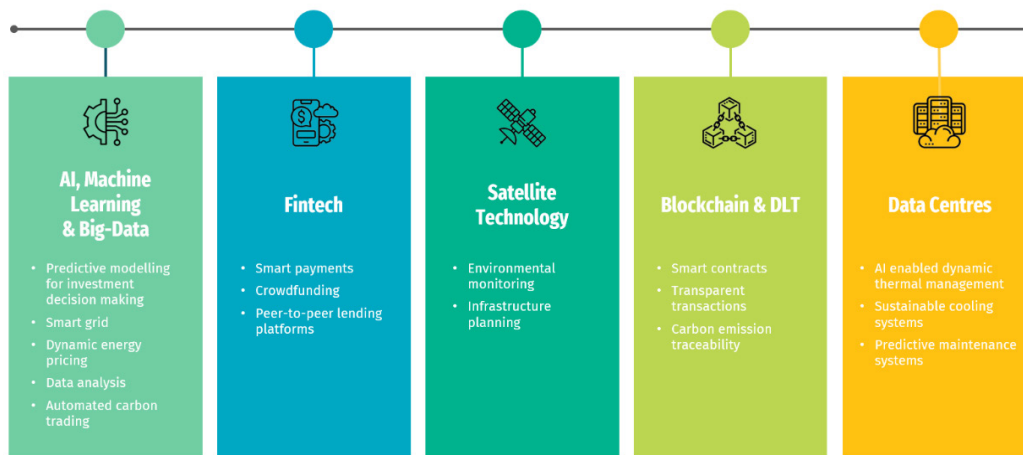 AI, Machine
Learning
& Big-Data
• Predictive modelling
for investment
decision making
• Smart grid
• Dynamic energy
pricing
• Data analysis
• Automated carbon
trading
Fintech
• Smart payments
• Crowdfunding
• Peer-to-peer lending
platforms
Satellite
Technology
• Environmental
monitoring
• Infrastructure
planning
Blockchain & DLT
• Smart contracts
• Transparent
transactions
• Carbon emission
traceability
Data Centres
• AI enabled dynamic
thermal management
• Sustainable cooling
systems
• Predictive maintenance
systems